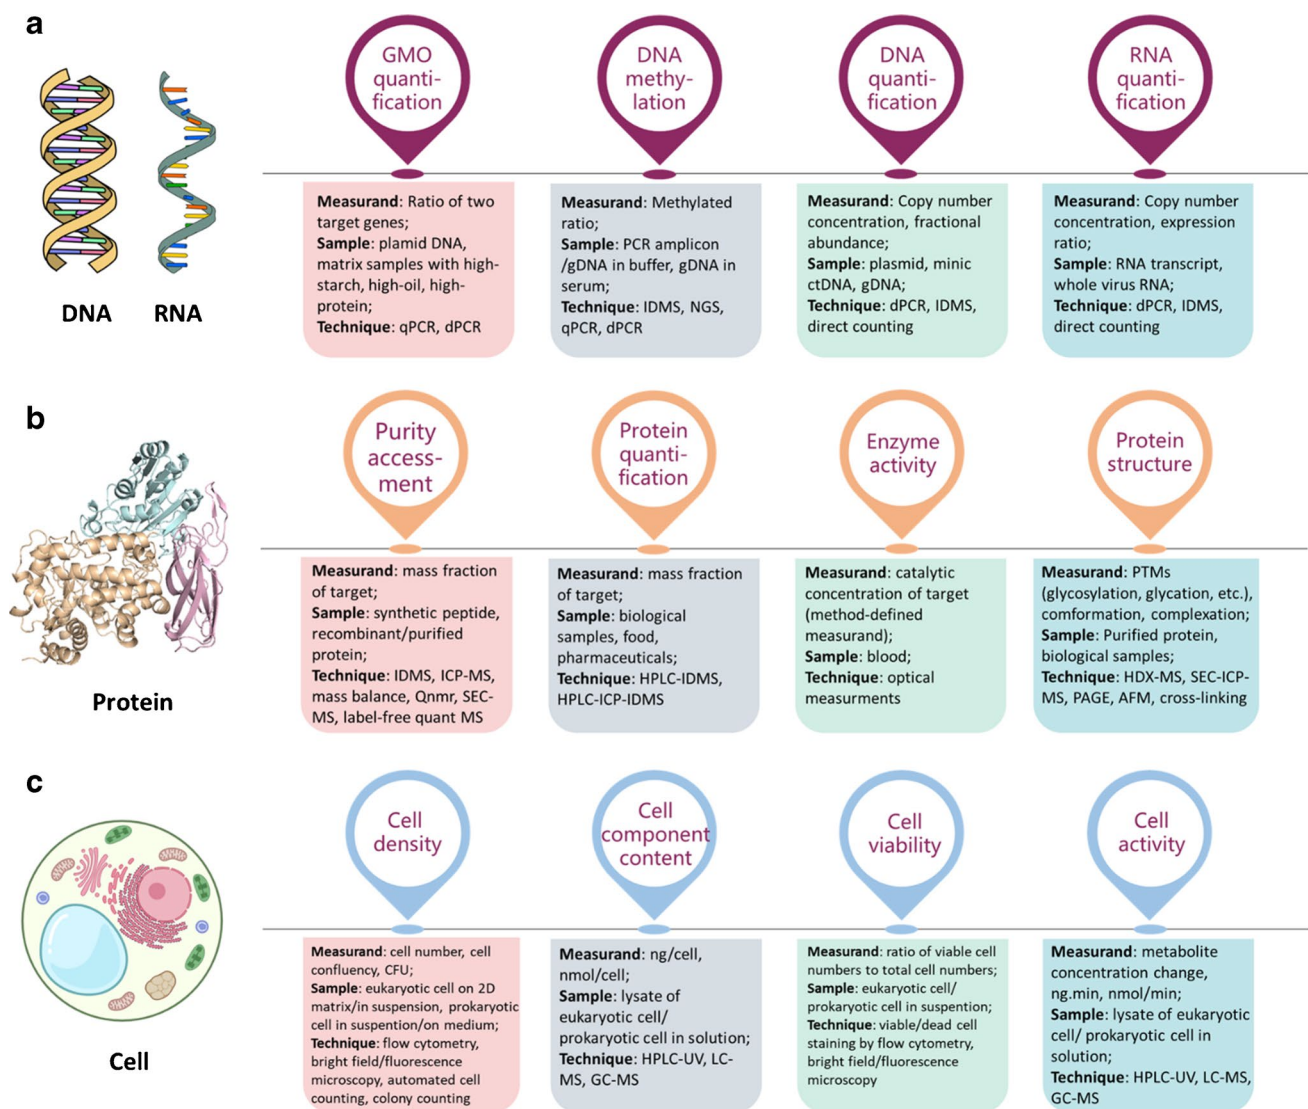 a
DNA
RNA
GMO
quanti-
fication
Measurand: Ratio of two
target genes;
Sample: plamid DNA,
matrix samples with high-
starch, high-oil, high-
protein;
Technique: qPCR, dPCR
DNA
methy-
lation
Measurand: Methylated
ratio;
Sample: PCR amplicon
/gDNA in buffer, gDNA in
serum;
Technique: IDMS, NGS,
qPCR, dPCR
DNA
quanti-
fication
Measurand: Copy number
concentration, fractional
abundance;
Sample: plasmid, minic
ctDNA, gDNA;
Technique: dPCR, IDMS,
direct counting
RNA
quanti-
fication
Measurand: Copy number
concentration, expression
ratio;
Sample: RNA transcript,
whole virus RNA;
Technique: dPCR, IDMS,
direct counting
b
Protein
Purity
access-
ment
Measurand: mass fraction
of target;
Sample: synthetic peptide,
recombinant/purified
protein;
Technique: IDMS, ICP-MS,
mass balance, Qnmr, SEC-
MS, label-free quant MS
Protein
quanti-
fication
Measurand: mass fraction
of target;
Sample: biological
samples, food,
pharmaceuticals;
Technique: HPLC-IDMS,
HPLC-ICP-IDMS
Enzyme
activity
Measurand: catalytic
concentration of target
(method-defined
measurand);
Sample: blood;
Technique: optical
measurments
Protein
structure
Measurand: PTMs
(glycosylation, glycation, etc.),
comformation, complexation;
Sample: Purified protein,
biological samples;
Technique: HDX-MS, SEC-ICP-
MS, PAGE, AFM, cross-linking
c
Cell
Cell
density
Measurand: cell number, cell
confluency, CFU;
Sample: eukaryotic cell on 2D
matrix/in suspension, prokaryotic
cell in suspention/on medium;
Technique: flow cytometry,
bright field/fluorescence
microscopy, automated cell
counting, colony counting
Cell
component
content
Measurand: ng/cell,
nmol/cell;
Sample: lysate of
eukaryotic cell/
prokaryotic cell in solution;
Technique: HPLC-UV, LC-
MS, GC-MS
Cell
viability
Measurand: ratio of viable cell
numbers to total cell numbers;
Sample: eukaryotic cell/
prokaryotic cell in suspention;
Technique: viable/dead cell
staining by flow cytometry,
bright field/fluorescence
microscopy
Cell
activity
Measurand: metabolite
concentration change,
ng.min, nmol/min;
Sample: lysate of eukaryotic
cell/ prokaryotic cell in
solution;
Technique: HPLC-UV, LC-MS,
GC-MS